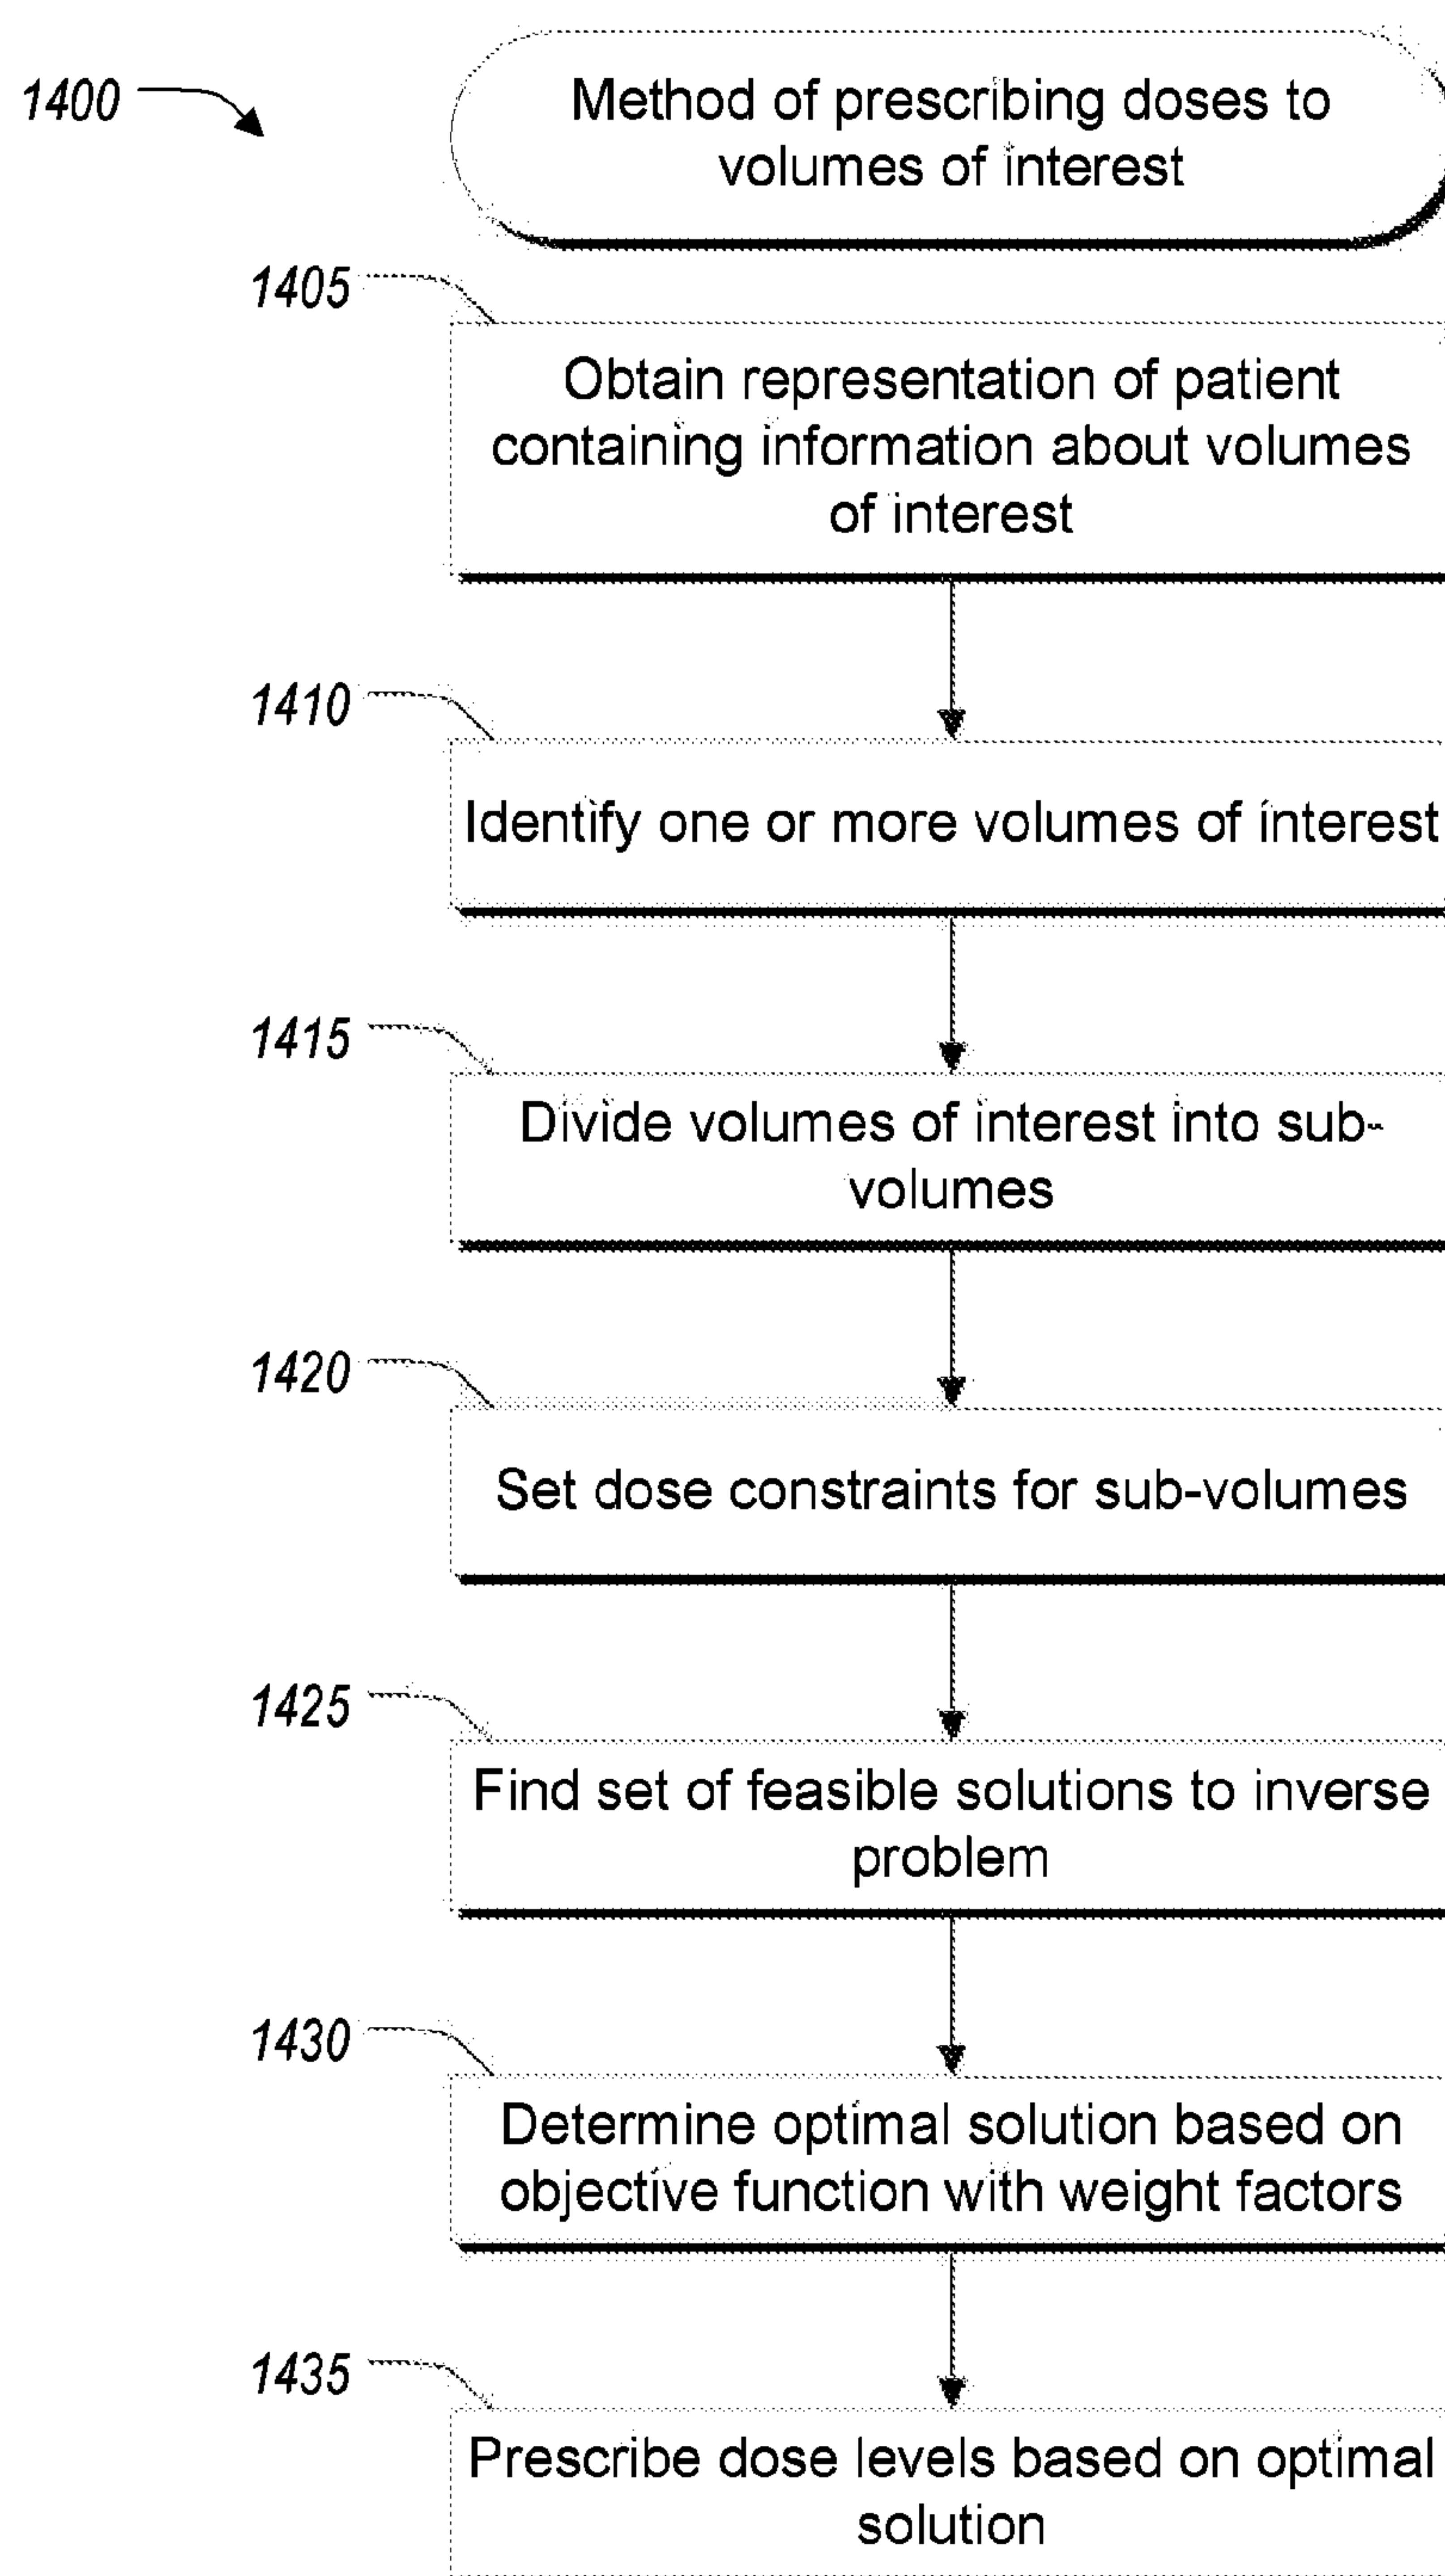 1400
Method of prescribing doses to
volumes of interest
1405
Obtain representation of patient
containing information about volumes
of interest
1410
Identify one or more volumes of interest
1415
Divide volumes of interest into sub-
volumes
1420
Set dose constraints for sub-volumes
1425
Find set of feasible solutions to inverse
problem
1430
Determine optimal solution based on
objective function with weight factors
1435
Prescribe dose levels based on optimal
solution